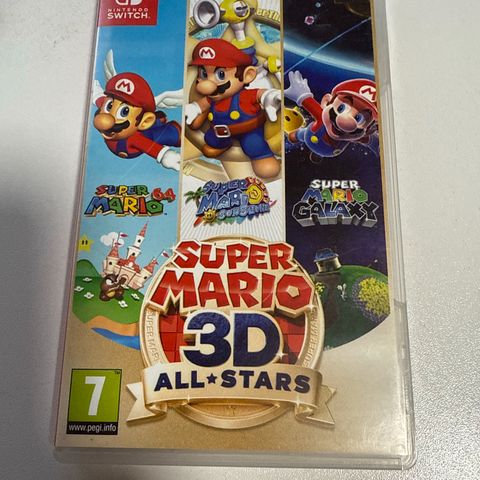 NINTENDO
SWITCH.
SUPER
MARIO 64
SUPER
MARIO
SUNSHINE
SUPER
MARIO
GALAXY
SUPER
MARIO
3D
ALL★STARS
7
www.pegi.info